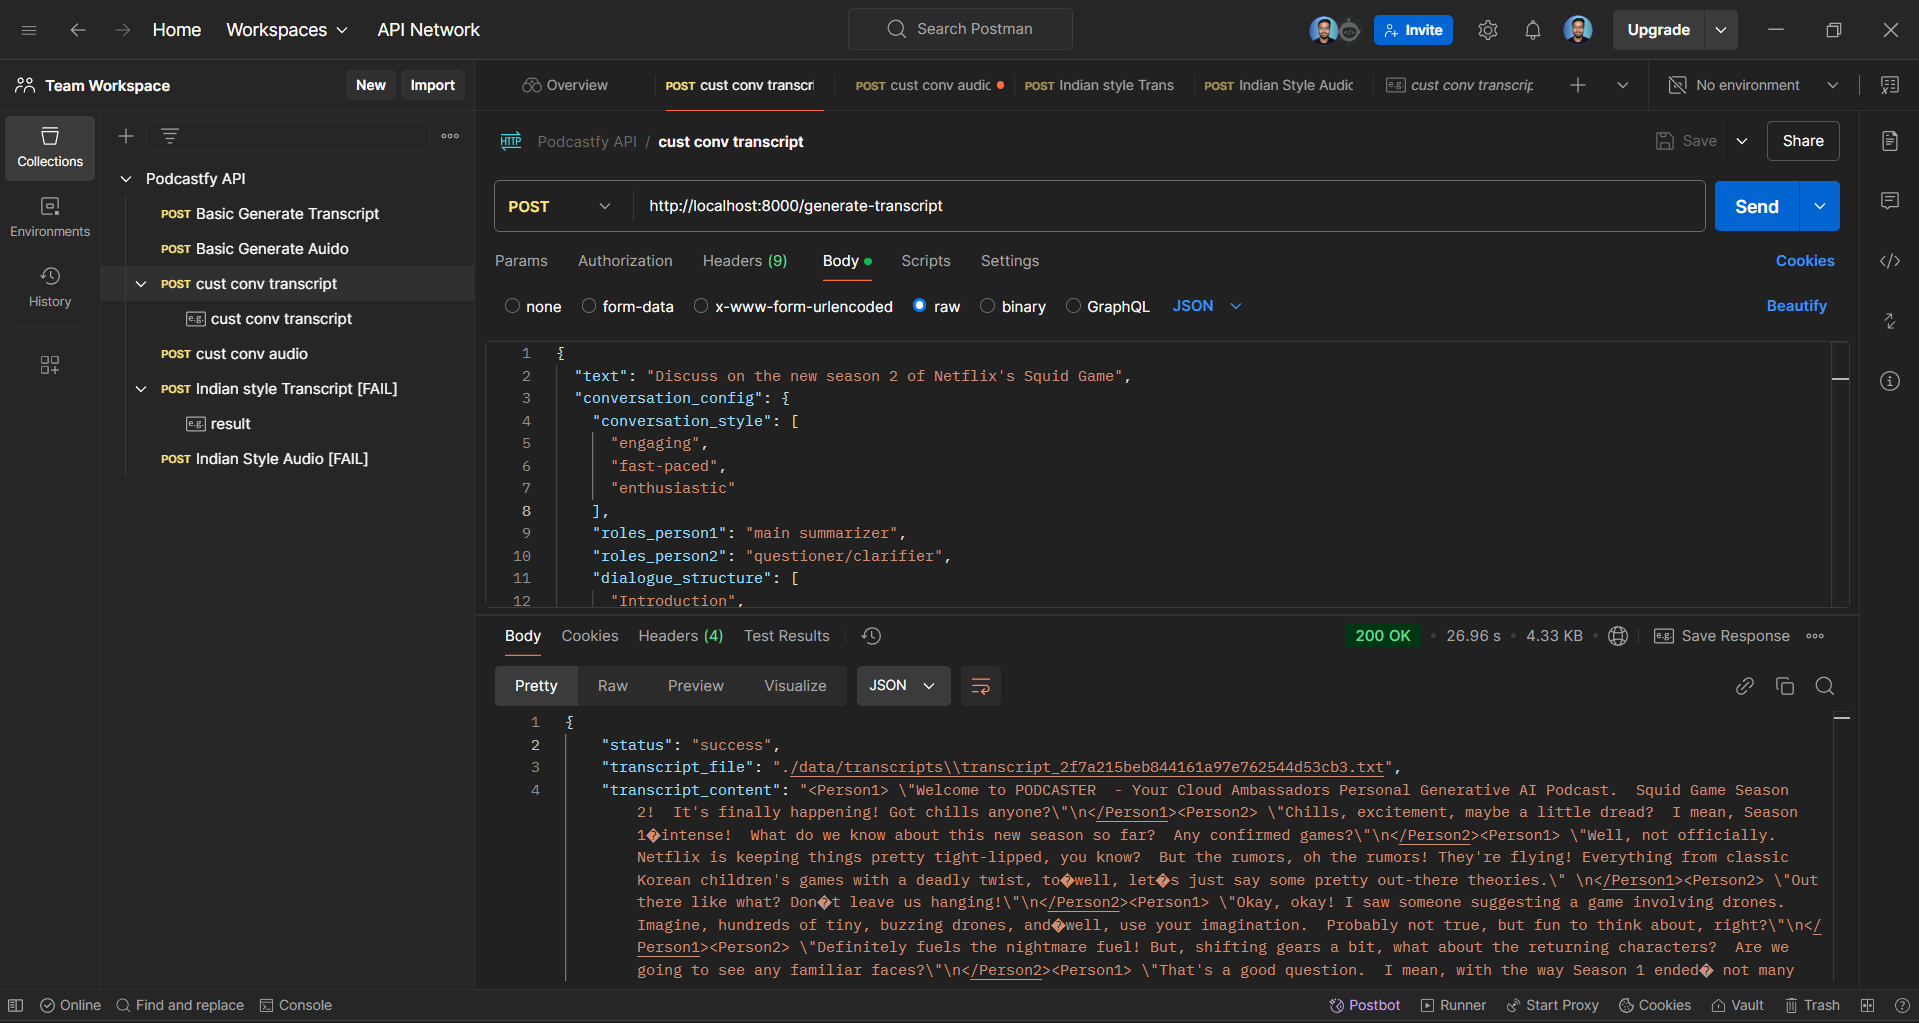 Home Workspaces API Network Search Postman Invite Upgrade
Team Workspace New Import Overview POST cust conv transcri POST cust conv audic POST Indian style Trans POST Indian Style Audic e.g. cust conv transcrip No environment
Collections
Environments
History
Podcastfy API
POST Basic Generate Transcript
POST Basic Generate Auido
POST cust conv transcript
e.g. cust conv transcript
POST cust conv audio
POST Indian style Transcript [FAIL]
e.g. result
POST Indian Style Audio [FAIL]
HTTP Podcastfy API / cust conv transcript Save Share
POST http://localhost:8000/generate-transcript Send
Params Authorization Headers (9) Body Scripts Settings Cookies
none form-data x-www-form-urlencoded raw binary GraphQL JSON Beautify
1 {
2 "text": "Discuss on the new season 2 of Netflix's Squid Game",
3 "conversation_config": {
4 "conversation_style": [
5 "engaging",
6 "fast-paced",
7 "enthusiastic"
8 ],
9 "roles_person1": "main summarizer",
10 "roles_person2": "questioner/clarifier",
11 "dialogue_structure": [
12 "Introduction",
Body Cookies Headers (4) Test Results 200 OK 26.96 s 4.33 KB e.g. Save Response
Pretty Raw Preview Visualize JSON
1 {
2 "status": "success",
3 "transcript_file": "./data/transcripts\\transcript_2f7a215beb844161a97e762544d53cb3.txt",
4 "transcript_content": "<Person1> \"Welcome to PODCASTER  - Your Cloud Ambassadors Personal Generative AI Podcast.  Squid Game Season
2!  It's finally happening! Got chills anyone?\"\n</Person1><Person2> \"Chills, excitement, maybe a little dread?  I mean, Season
1�intense!  What do we know about this new season so far?  Any confirmed games?\"\n</Person2><Person1> \"Well, not officially.
Netflix is keeping things pretty tight-lipped, you know?  But the rumors, oh the rumors! They're flying! Everything from classic
Korean children's games with a deadly twist, to�well, let�s just say some pretty out-there theories.\" \n</Person1><Person2> \"Out
there like what? Don�t leave us hanging!\"\n</Person2><Person1> \"Okay, okay! I saw someone suggesting a game involving drones.
Imagine, hundreds of tiny, buzzing drones, and�well, use your imagination.  Probably not true, but fun to think about, right?\"\n</
Person1><Person2> \"Definitely fuels the nightmare fuel! But, shifting gears a bit, what about the returning characters?  Are we
going to see any familiar faces?\"\n</Person2><Person1> \"That's a good question.  I mean, with the way Season 1 ended� not many
Online Find and replace Console Postbot Runner Start Proxy Cookies Vault Trash